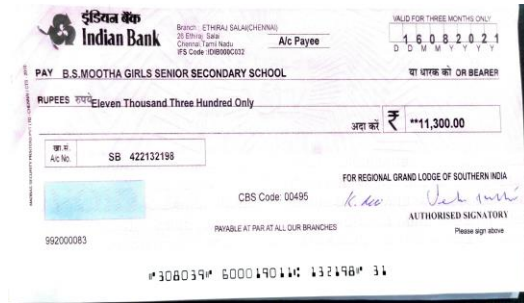 इंडियन बैंक
Indian Bank
Branch : ETHIRAJ SALAI(CHENNAI)
26 Ethiraj Salai
Chennai,Tamil Nadu
IFS Code :IDIB000C032
A/c Payee
VALID FOR THREE MONTHS ONLY
1 6 0 8 2 0 2 1
D D M M Y Y Y Y
PAY B.S.MOOTHA GIRLS SENIOR SECONDARY SCHOOL या धारक को OR BEARER
RUPEES रुपये Eleven Thousand Three Hundred Only
अदा करें ₹ **11,300.00
खा.सं.
A/c No. SB 422132198
FOR REGIONAL GRAND LODGE OF SOUTHERN INDIA
CBS Code: 00495
AUTHORISED SIGNATORY
PAYABLE AT PAR AT ALL OUR BRANCHES
Please sign above
992000083
⑈308039⑈ 600019011⑆ 132198⑈ 31